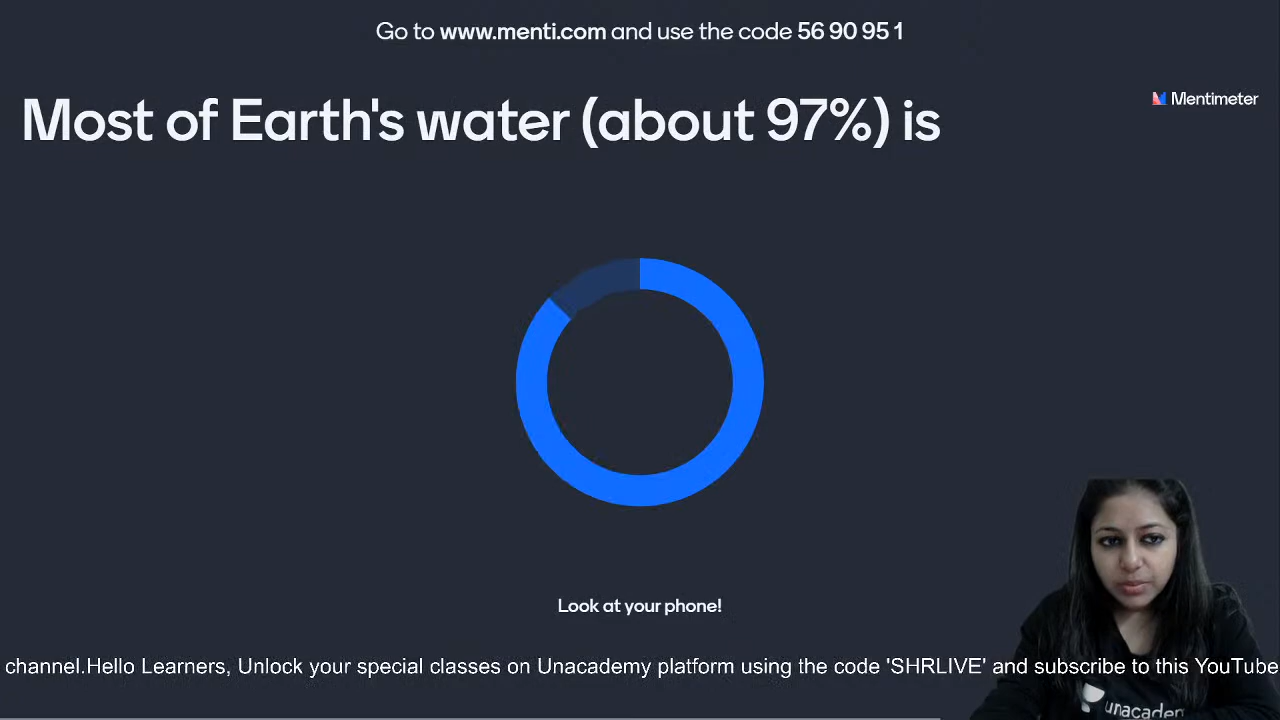 Go to www.menti.com and use the code 56 90 95 1
Mentimeter
Most of Earth's water (about 97%) is
Look at your phone!
channel.Hello Learners, Unlock your special classes on Unacademy platform using the code 'SHRLIVE' and subscribe to this YouTube
unacadem